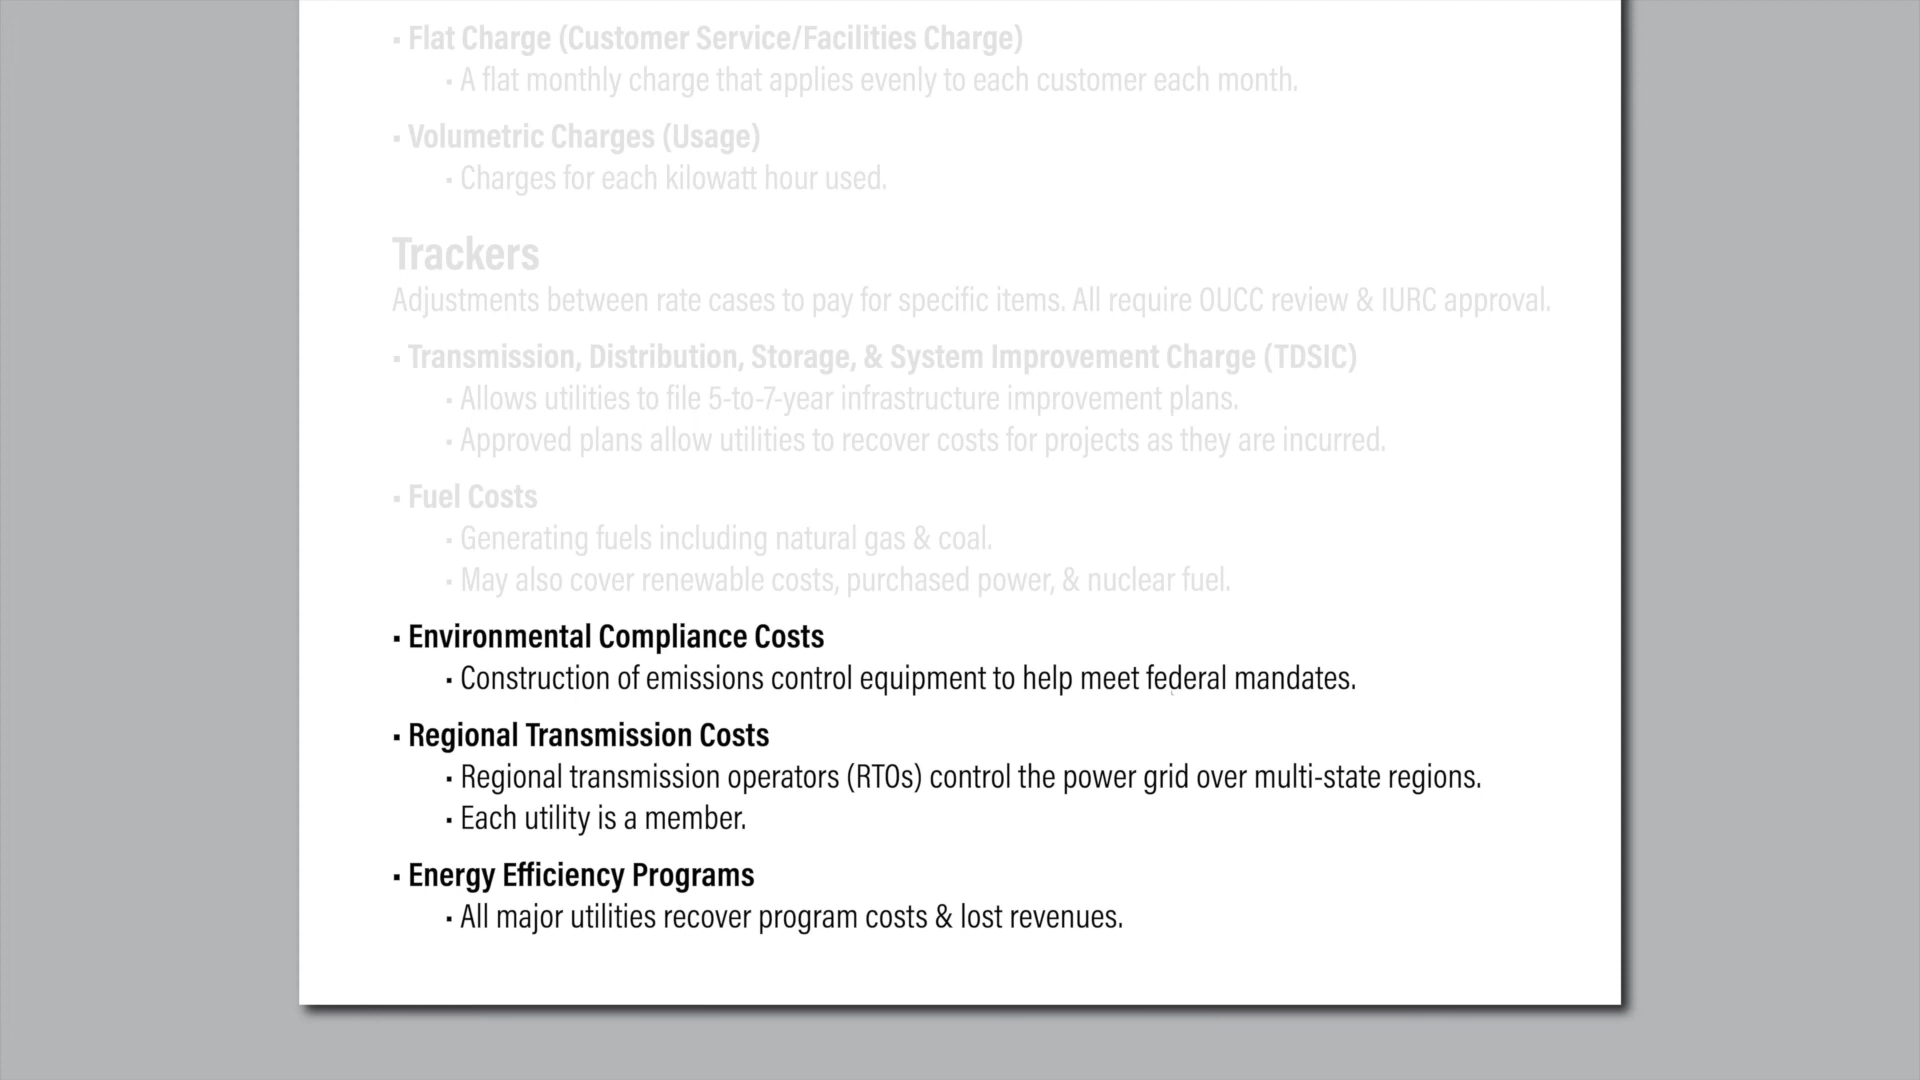 ▪ Flat Charge (Customer Service/Facilities Charge)
▪ A flat monthly charge that applies evenly to each customer each month.
▪ Volumetric Charges (Usage)
▪ Charges for each kilowatt hour used.
Trackers
Adjustments between rate cases to pay for specific items. All require OUCC review & IURC approval.
▪ Transmission, Distribution, Storage, & System Improvement Charge (TDSIC)
▪ Allows utilities to file 5-to-7-year infrastructure improvement plans.
▪ Approved plans allow utilities to recover costs for projects as they are incurred.
▪ Fuel Costs
▪ Generating fuels including natural gas & coal.
▪ May also cover renewable costs, purchased power, & nuclear fuel.
▪ Environmental Compliance Costs
▪ Construction of emissions control equipment to help meet federal mandates.
▪ Regional Transmission Costs
▪ Regional transmission operators (RTOs) control the power grid over multi-state regions.
▪ Each utility is a member.
▪ Energy Efficiency Programs
▪ All major utilities recover program costs & lost revenues.